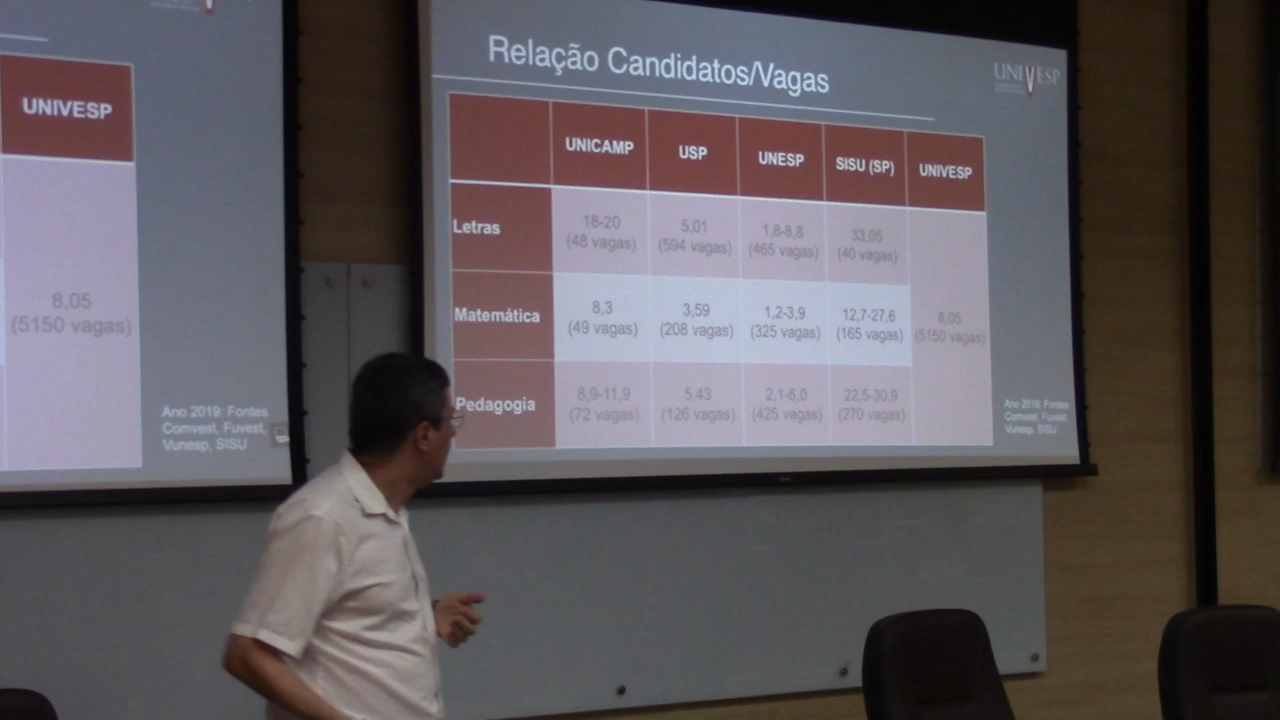 UNIVESP
8,05
(5150 vagas)
Ano 2019: Fontes
Comvest, Fuvest,
Vunesp, SISU
Relação Candidatos/Vagas
UNIVESP
UNICAMP USP UNESP SISU (SP) UNIVESP
Letras 18-20 5,01 1,8-8,8 33,05
(48 vagas) (594 vagas) (465 vagas) (40 vagas)
Matemática 8,3 3,59 1,2-3,9 12,7-27,6 8,05
(49 vagas) (208 vagas) (325 vagas) (165 vagas) (5150 vagas)
Pedagogia 8,9-11,9 5,43 2,1-6,0 22,5-30,9
(72 vagas) (126 vagas) (425 vagas) (270 vagas)
Ano 2019: Fontes
Comvest, Fuvest,
Vunesp, SISU